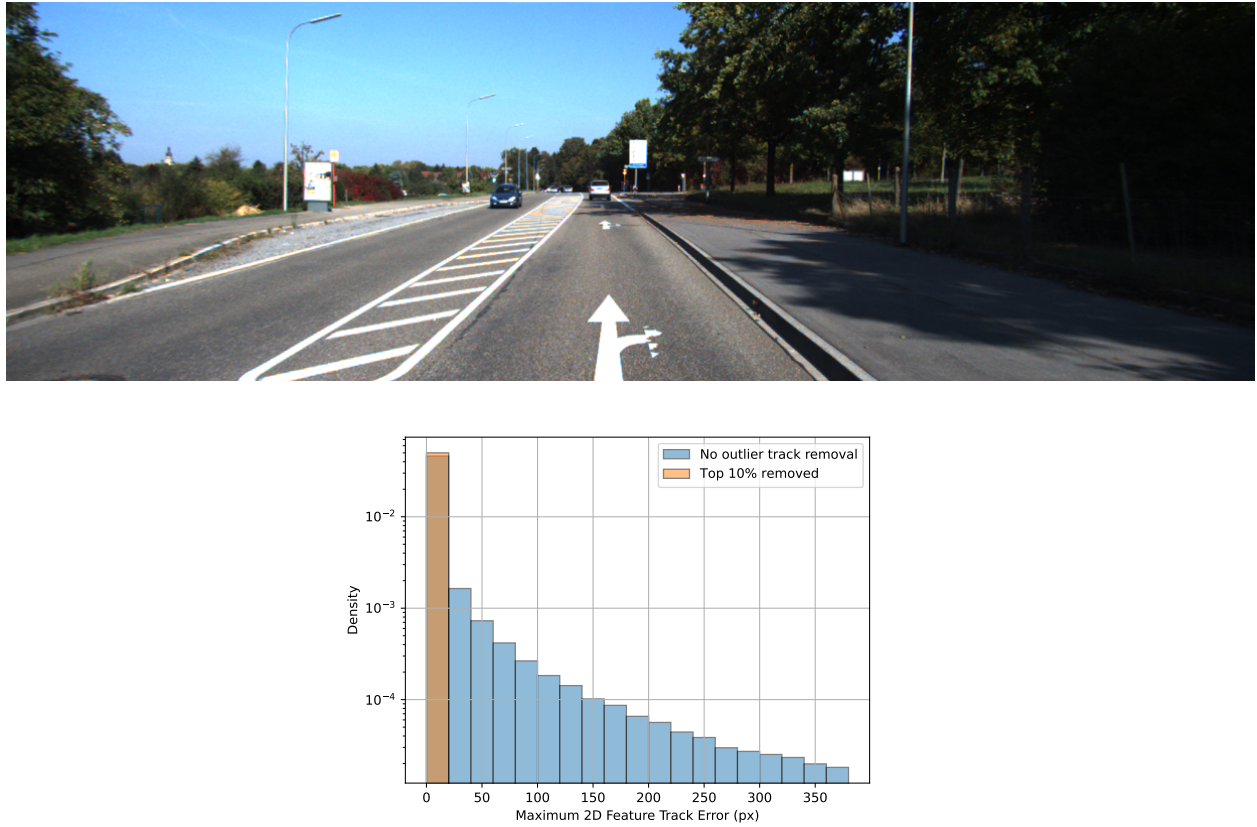 No outlier track removal
Top 10% removed
10⁻²
10⁻³
10⁻⁴
Density
0 50 100 150 200 250 300 350
Maximum 2D Feature Track Error (px)